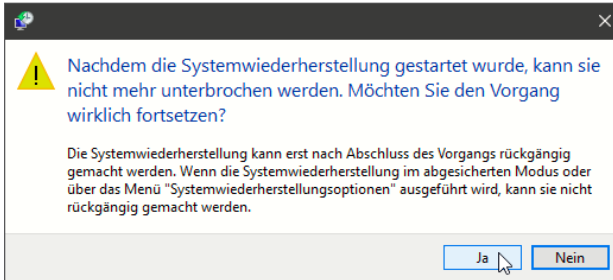 Nachdem die Systemwiederherstellung gestartet wurde, kann sie
nicht mehr unterbrochen werden. Möchten Sie den Vorgang
wirklich fortsetzen?
Die Systemwiederherstellung kann erst nach Abschluss des Vorgangs rückgängig
gemacht werden. Wenn die Systemwiederherstellung im abgesicherten Modus oder
über das Menü "Systemwiederherstellungsoptionen" ausgeführt wird, kann sie nicht
rückgängig gemacht werden.
Ja Nein